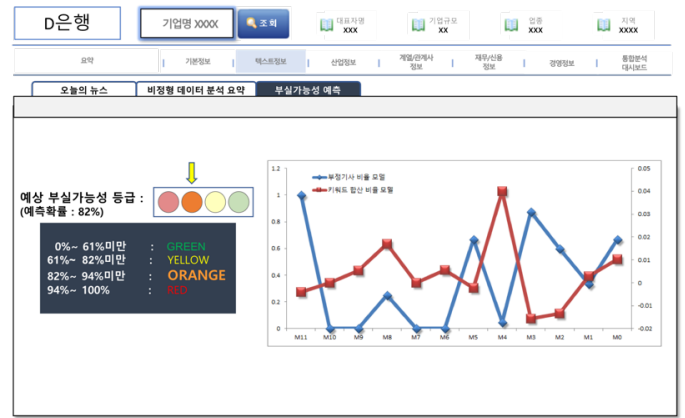 D은행
기업명 XXXX
조회
대표자명
XXX
기업규모
XX
업종
XXX
지역
XXXX
요약
기본정보
텍스트정보
산업정보
계열/관계사
정보
재무/신용
정보
경영정보
통합분석
대시보드
오늘의 뉴스
비정형 데이터 분석 요약
부실가능성 예측
예상 부실가능성 등급 :
(예측확률 : 82%)
0%~ 61%미만 : GREEN
61%~ 82%미만 : YELLOW
82%~ 94%미만 : ORANGE
94%~ 100% : RED
부정기사 비율 모멀
키워드 합산 비율 모멀
1.2
1
0.8
0.6
0.4
0.2
0
0.05
0.04
0.03
0.02
0.01
0
-0.01
-0.02
M11 M10 M9 M8 M7 M6 M5 M4 M3 M2 M1 M0